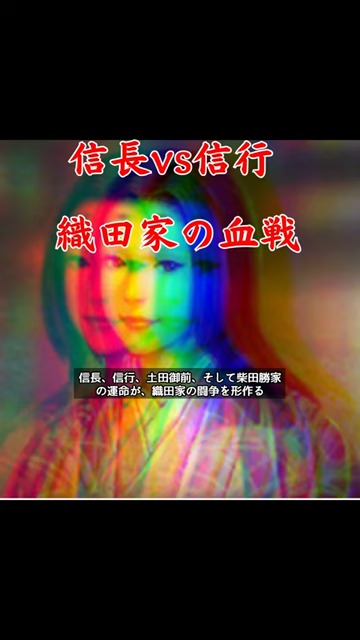 信長vs信行
織田家の血戦
信長、信行、土田御前、そして柴田勝家
の運命が、織田家の闘争を形作る